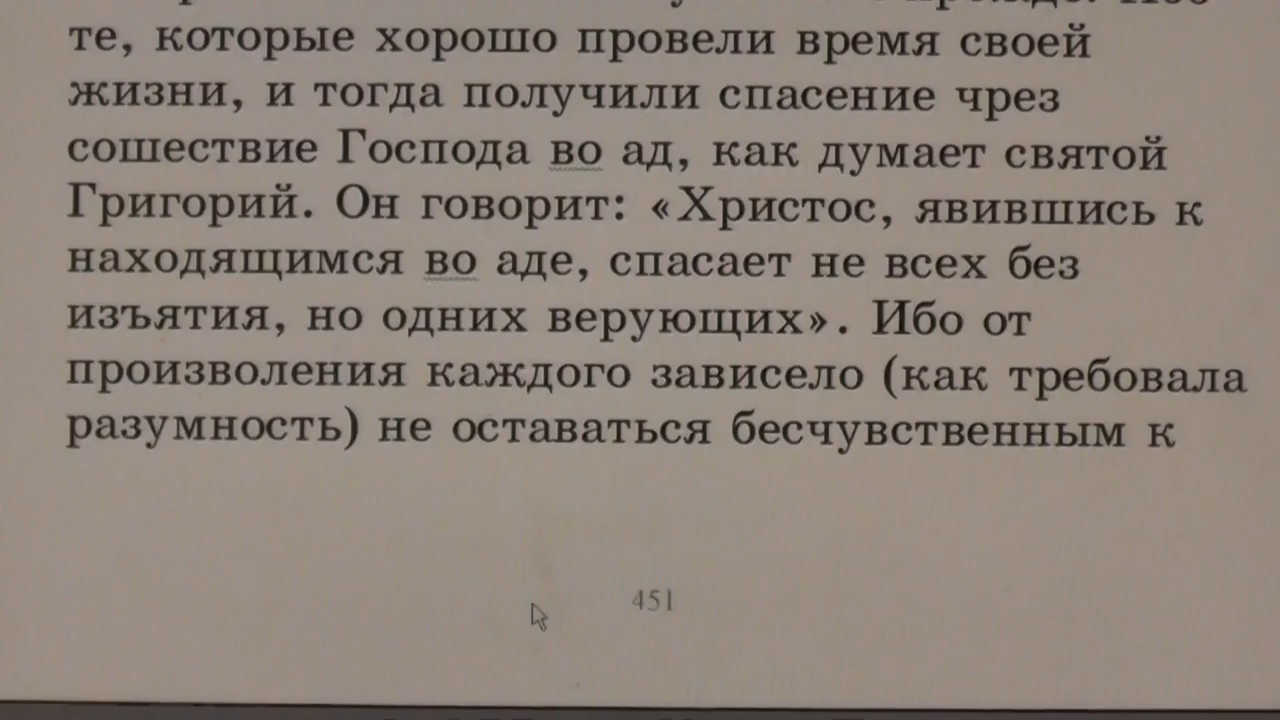 те, которые хорошо провели время своей
жизни, и тогда получили спасение чрез
сошествие Господа во ад, как думает святой
Григорий. Он говорит: «Христос, явившись к
находящимся во аде, спасает не всех без
изъятия, но одних верующих». Ибо от
произволения каждого зависело (как требовала
разумность) не оставаться бесчувственным к
451